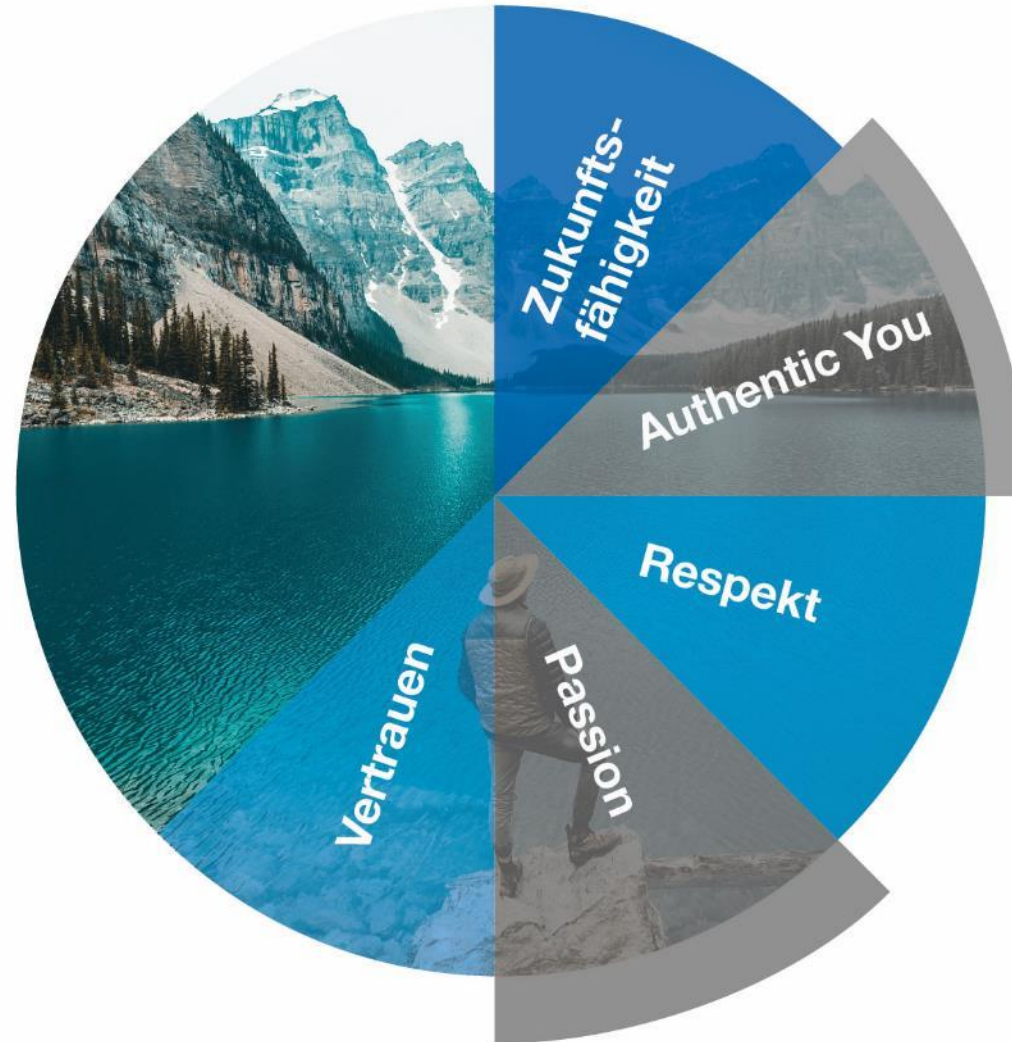 Zukunfts-
fähigkeit
Authentic You
Respekt
Passion
Vertrauen